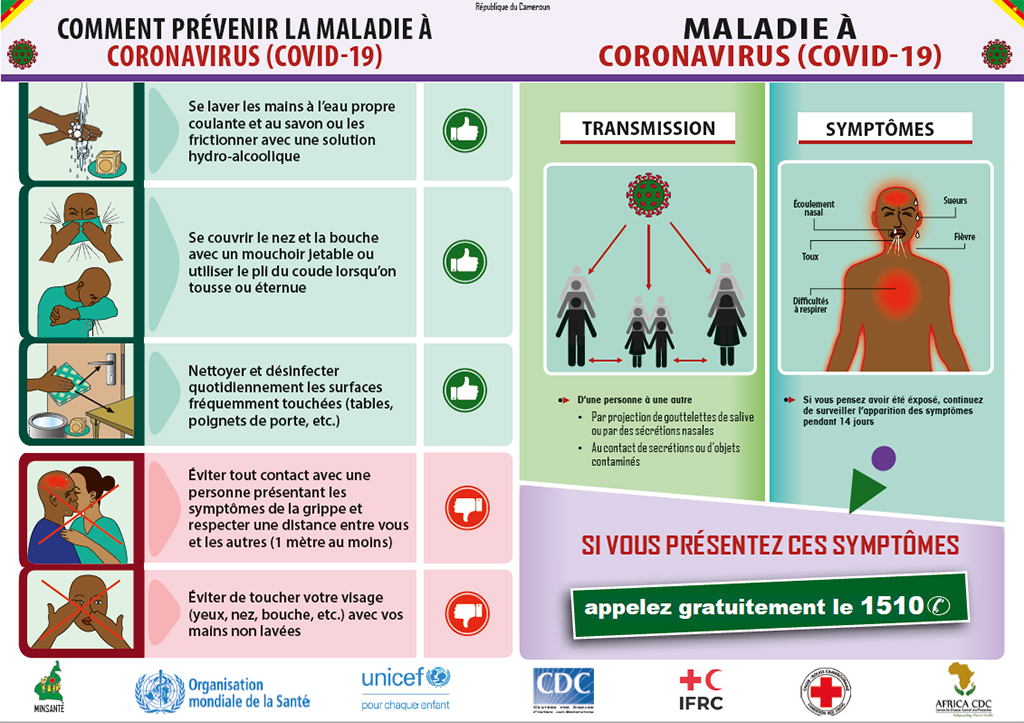 République du Cameroun
COMMENT PRÉVENIR LA MALADIE À
CORONAVIRUS (COVID-19)
Se laver les mains à l'eau propre
coulante et au savon ou les
frictionner avec une solution
hydro-alcoolique
Se couvrir le nez et la bouche
avec un mouchoir jetable ou
utiliser le pli du coude lorsqu'on
tousse ou éternue
Nettoyer et désinfecter
quotidiennement les surfaces
fréquemment touchées (tables,
poignets de porte, etc.)
Éviter tout contact avec une
personne présentant les
symptômes de la grippe et
respecter une distance entre vous
et les autres (1 mètre au moins)
Éviter de toucher votre visage
(yeux, nez, bouche, etc.) avec vos
mains non lavées
MALADIE À
CORONAVIRUS (COVID-19)
TRANSMISSION
D'une personne à une autre
• Par projection de gouttelettes de salive
ou par des sécrétions nasales
• Au contact de secrétions ou d'objets
contaminés
SYMPTÔMES
Écoulement
nasal
Sueurs
Fièvre
Toux
Difficultés
à respirer
Si vous pensez avoir été éxposé, continuez
de surveiller l'apparition des symptômes
pendant 14 jours
SI VOUS PRÉSENTEZ CES SYMPTÔMES
appelez gratuitement le 1510
MINSANTÉ
Organisation
mondiale de la Santé
unicef
pour chaque enfant
CDC
CENTERS FOR DISEASE
CONTROL AND PREVENTION
IFRC
AFRICA CDC